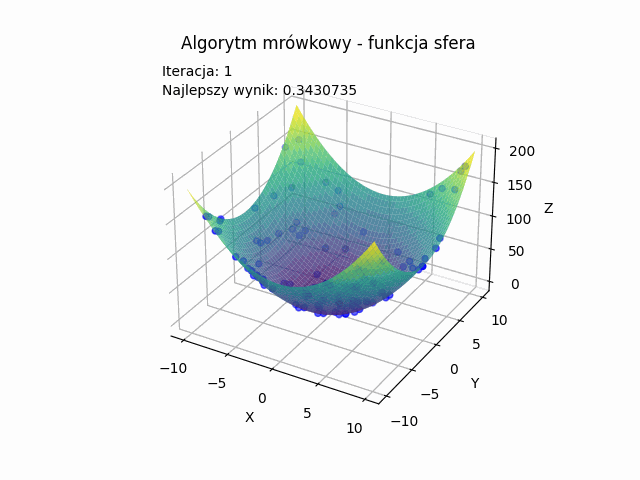 Algorytm mrówkowy - funkcja sfera
Iteracja: 1
Najlepszy wynik: 0.3430735
200
150
Z
100
50
0
10
5
0
Y
−5
−10
−10
−5
0
5
10
X